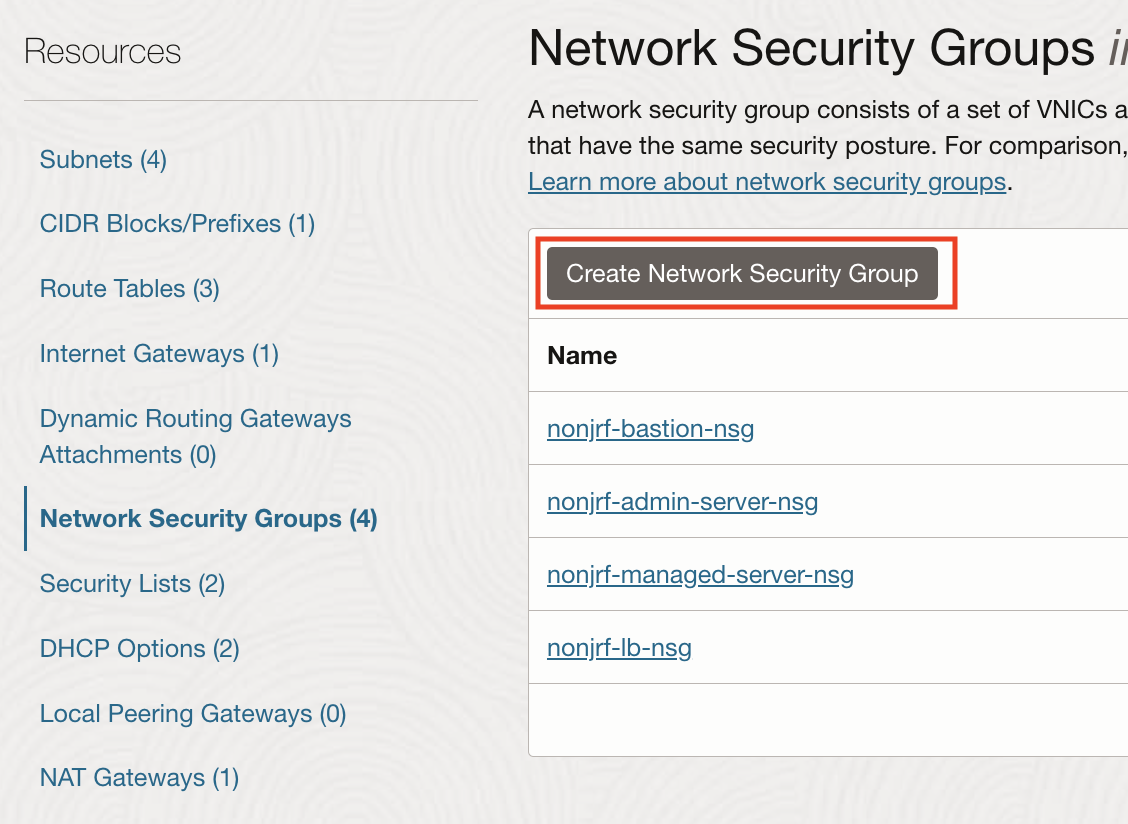 Resources
Subnets (4)
CIDR Blocks/Prefixes (1)
Route Tables (3)
Internet Gateways (1)
Dynamic Routing Gateways
Attachments (0)
Network Security Groups (4)
Security Lists (2)
DHCP Options (2)
Local Peering Gateways (0)
NAT Gateways (1)
Network Security Groups
A network security group consists of a set of VNICs a
that have the same security posture. For comparison,
Learn more about network security groups.
Create Network Security Group
Name
nonjrf-bastion-nsg
nonjrf-admin-server-nsg
nonjrf-managed-server-nsg
nonjrf-lb-nsg